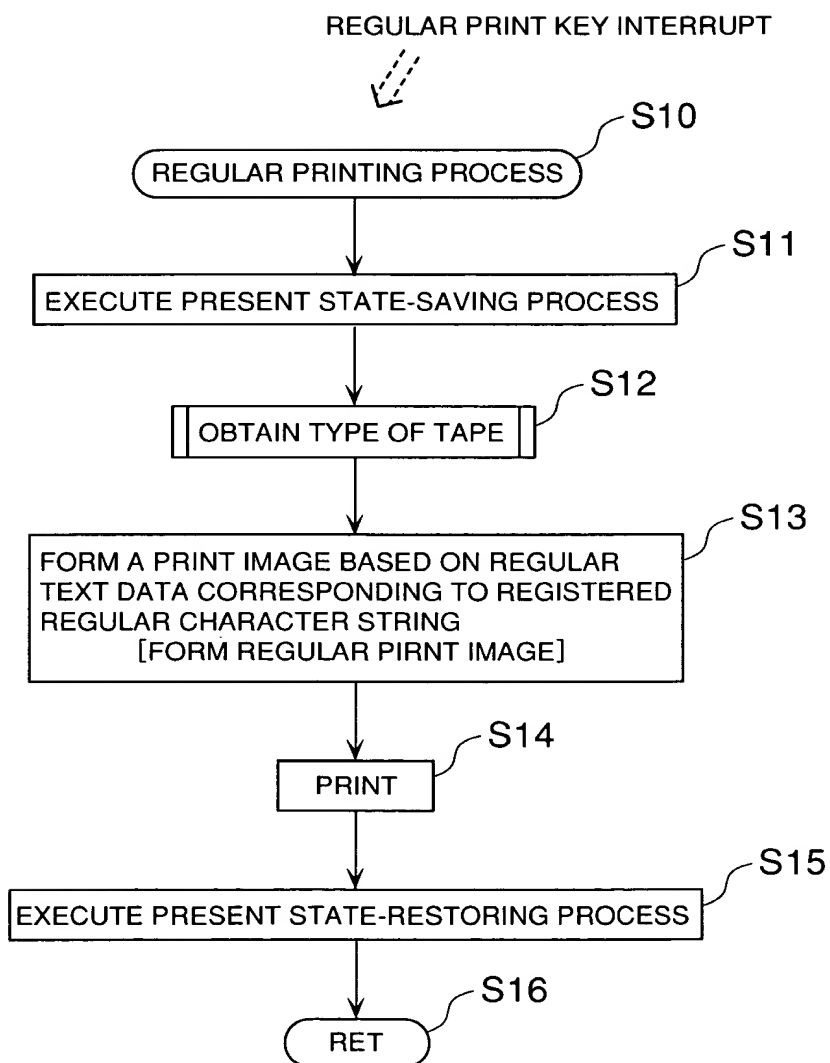 REGULAR PRINT KEY INTERRUPT
S10
REGULAR PRINTING PROCESS
S11
EXECUTE PRESENT STATE-SAVING PROCESS
S12
OBTAIN TYPE OF TAPE
S13
FORM A PRINT IMAGE BASED ON REGULAR
TEXT DATA CORRESPONDING TO REGISTERED
REGULAR CHARACTER STRING
[FORM REGULAR PIRNT IMAGE]
S14
PRINT
S15
EXECUTE PRESENT STATE-RESTORING PROCESS
S16
RET